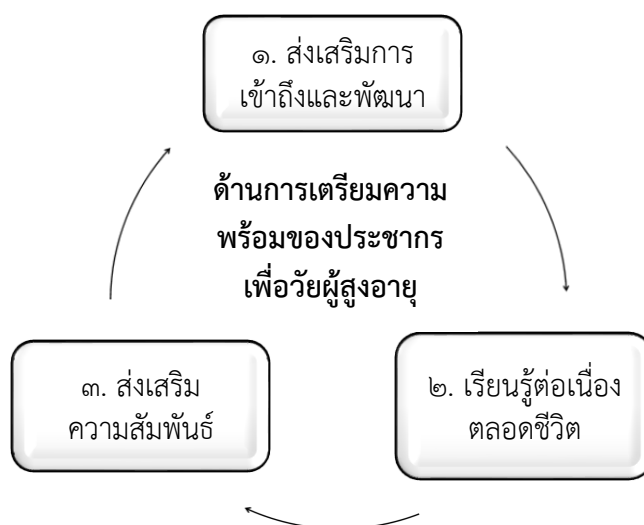 ๑. ส่งเสริมการ
เข้าถึงและพัฒนา
ด้านการเตรียมความ
พร้อมของประชากร
เพื่อวัยผู้สูงอายุ
๒. เรียนรู้ต่อเนื่อง
ตลอดชีวิต
๓. ส่งเสริม
ความสัมพันธ์